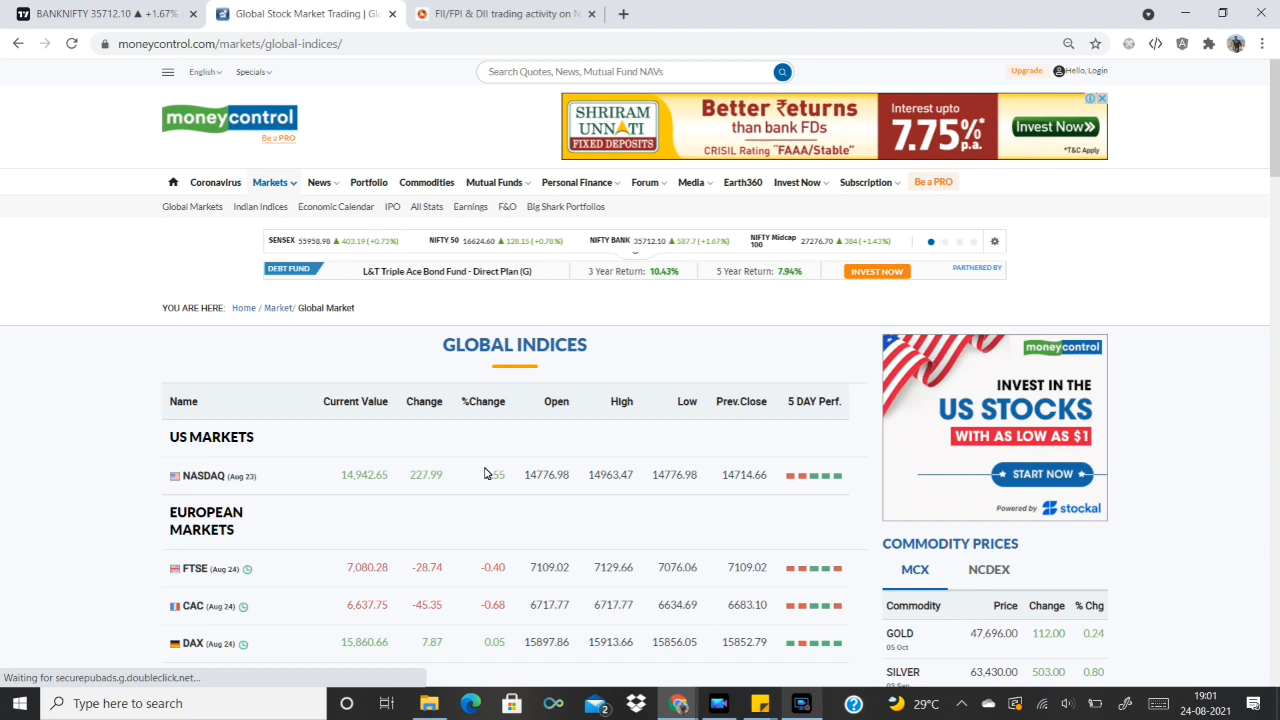 BANKNIFTY 35712.10 ▲ +1.67%
Global Stock Market Trading | Gl
FII/FPI & DII trading activity on N
moneycontrol.com/markets/global-indices/
English
Specials
Search Quotes, News, Mutual Fund NAVs
Upgrade
Hello, Login
moneycontrol
Be a PRO
SHRIRAM UNNATI FIXED DEPOSITS
Better ₹eturns
than bank FDs
CRISIL Rating "FAAA/Stable"
Interest upto
7.75%* p.a.
Invest Now
*T&C Apply
Coronavirus Markets News Portfolio Commodities Mutual Funds Personal Finance Forum Media Earth360 Invest Now Subscription Be a PRO
Global Markets Indian Indices Economic Calendar IPO All Stats Earnings F&O Big Shark Portfolios
SENSEX 55958.98 ▲ 403.19 (+0.73%) NIFTY 50 16624.60 ▲ 128.15 (+0.78%) NIFTY BANK 35712.10 ▲ 587.7 (+1.67%) NIFTY Midcap 100 27276.70 ▲ 384 (+1.43%)
DEBT FUND L&T Triple Ace Bond Fund - Direct Plan (G) 3 Year Return: 10.43% 5 Year Return: 7.94% INVEST NOW PARTNERED BY
YOU ARE HERE: Home / Market/ Global Market
GLOBAL INDICES
Name Current Value Change %Change Open High Low Prev.Close 5 DAY Perf.
US MARKETS
NASDAQ (Aug 23) 14,942.65 227.99 55 14776.98 14963.47 14776.98 14714.66
EUROPEAN
MARKETS
FTSE (Aug 24) 7,080.28 -28.74 -0.40 7109.02 7129.66 7076.06 7109.02
CAC (Aug 24) 6,637.75 -45.35 -0.68 6717.77 6717.77 6634.69 6683.10
DAX (Aug 24) 15,860.66 7.87 0.05 15897.86 15913.66 15856.05 15852.79
moneycontrol
INVEST IN THE
US STOCKS
WITH AS LOW AS $1
START NOW
Powered by stockal
COMMODITY PRICES
MCX NCDEX
Commodity Price Change % Chg
GOLD 47,696.00 112.00 0.24
05 Oct
SILVER 63,430.00 503.00 0.80
03 Sep
Waiting for securepubads.g.doubleclick.net...
Type here to search
2
29°C
19:01
24-08-2021